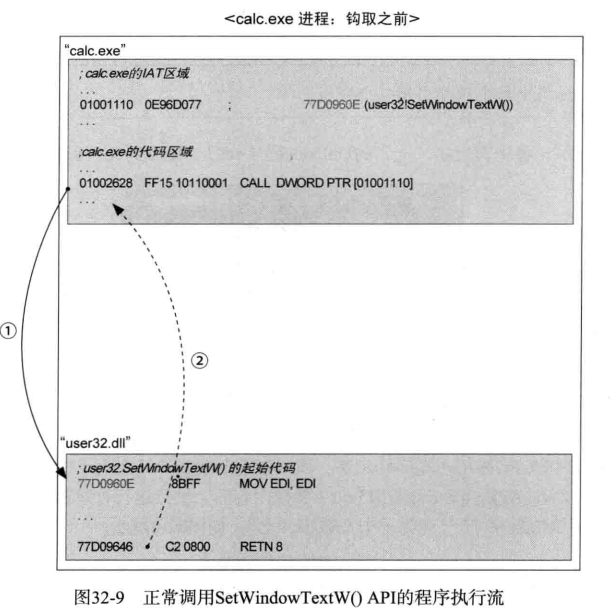 <calc.exe 进程：钩取之前>
“calc.exe”
; calc.exe的IAT区域
...
01001110 0E96D077 ; 77D0960E (user32!SetWindowTextW())
...
;calc.exe的代码区域
...
01002628 FF15 10110001 CALL DWORD PTR [01001110]
...
①
②
“user32.dll”
; user32.SetWindowTextW() 的起始代码
77D0960E 8BFF MOV EDI, EDI
...
77D09646 C2 0800 RETN 8
图32-9 正常调用SetWindowTextW() API的程序执行流